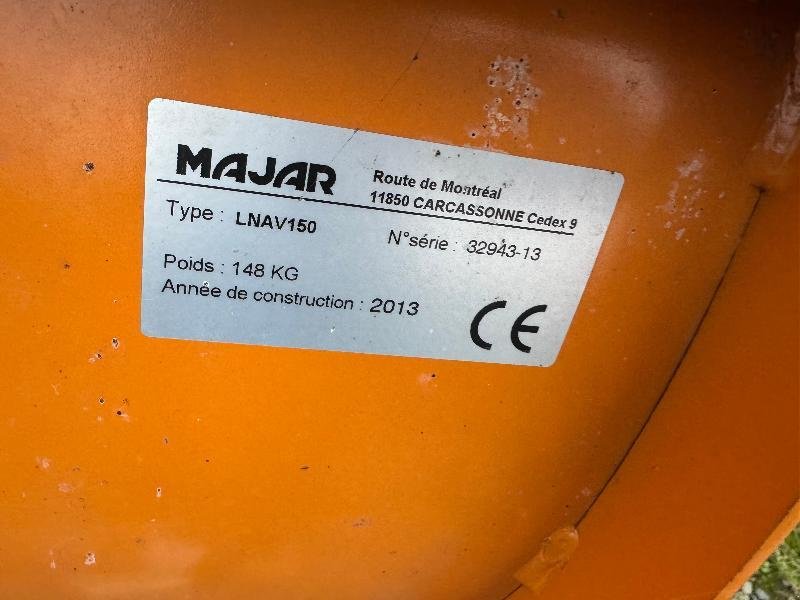 MAJAR
Route de Montréal
11850 CARCASSONNE Cedex 9
Type : LNAV150
N°série : 32943-13
Poids : 148 KG
Année de construction : 2013
CE